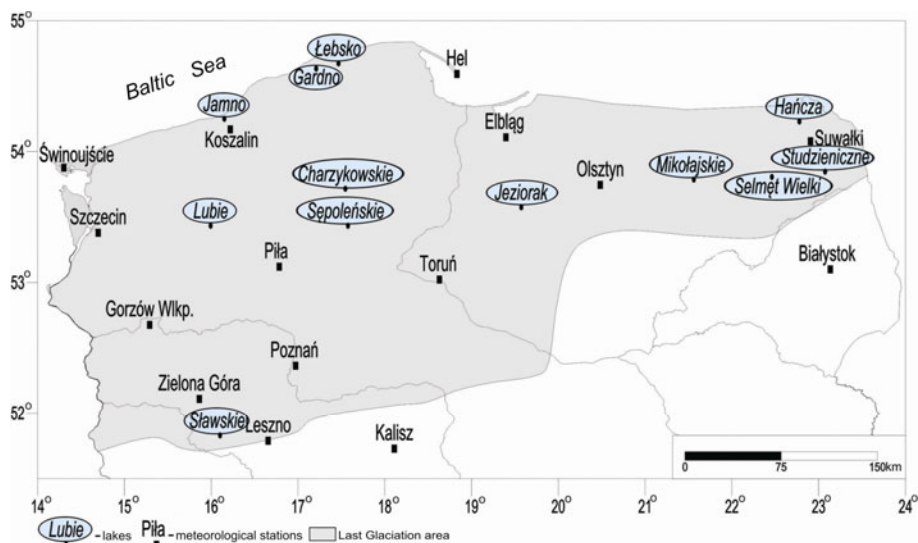 55°
Łebsko
Hel
Baltic Sea
Gardno
Jamno
Hańcza
Koszalin
Elbląg
Suwałki
54°
Świnoujście
Studzieniczne
Charzykowskie
Olsztyn
Mikołajskie
Jeziorak
Selmęt Wielki
Lubie
Sępoleńskie
Szczecin
Piła
Toruń
Białystok
53°
Gorzów Wlkp.
Poznań
Zielona Góra
52°
Sławskie
Leszno
Kalisz
0 75 150km
14° 15° 16° 17° 18° 19° 20° 21° 22° 23° 24°
Lubie - lakes Piła - meteorological stations Last Glaciation area